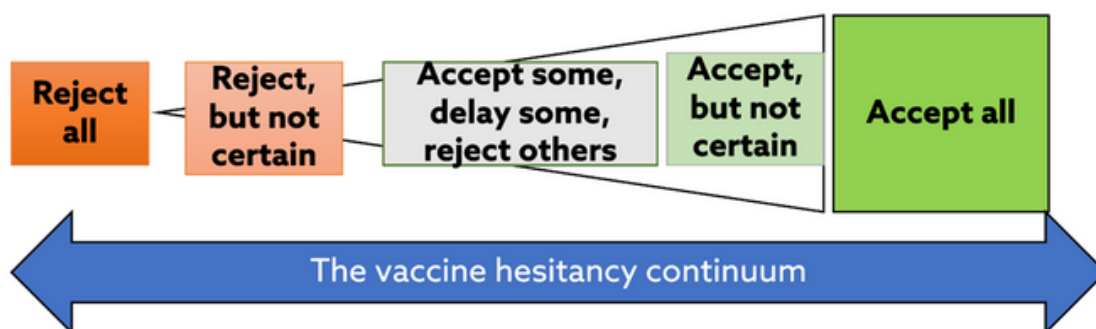 Reject
all
Reject,
but not
certain
Accept some,
delay some,
reject others
Accept,
but not
certain
Accept all
The vaccine hesitancy continuum